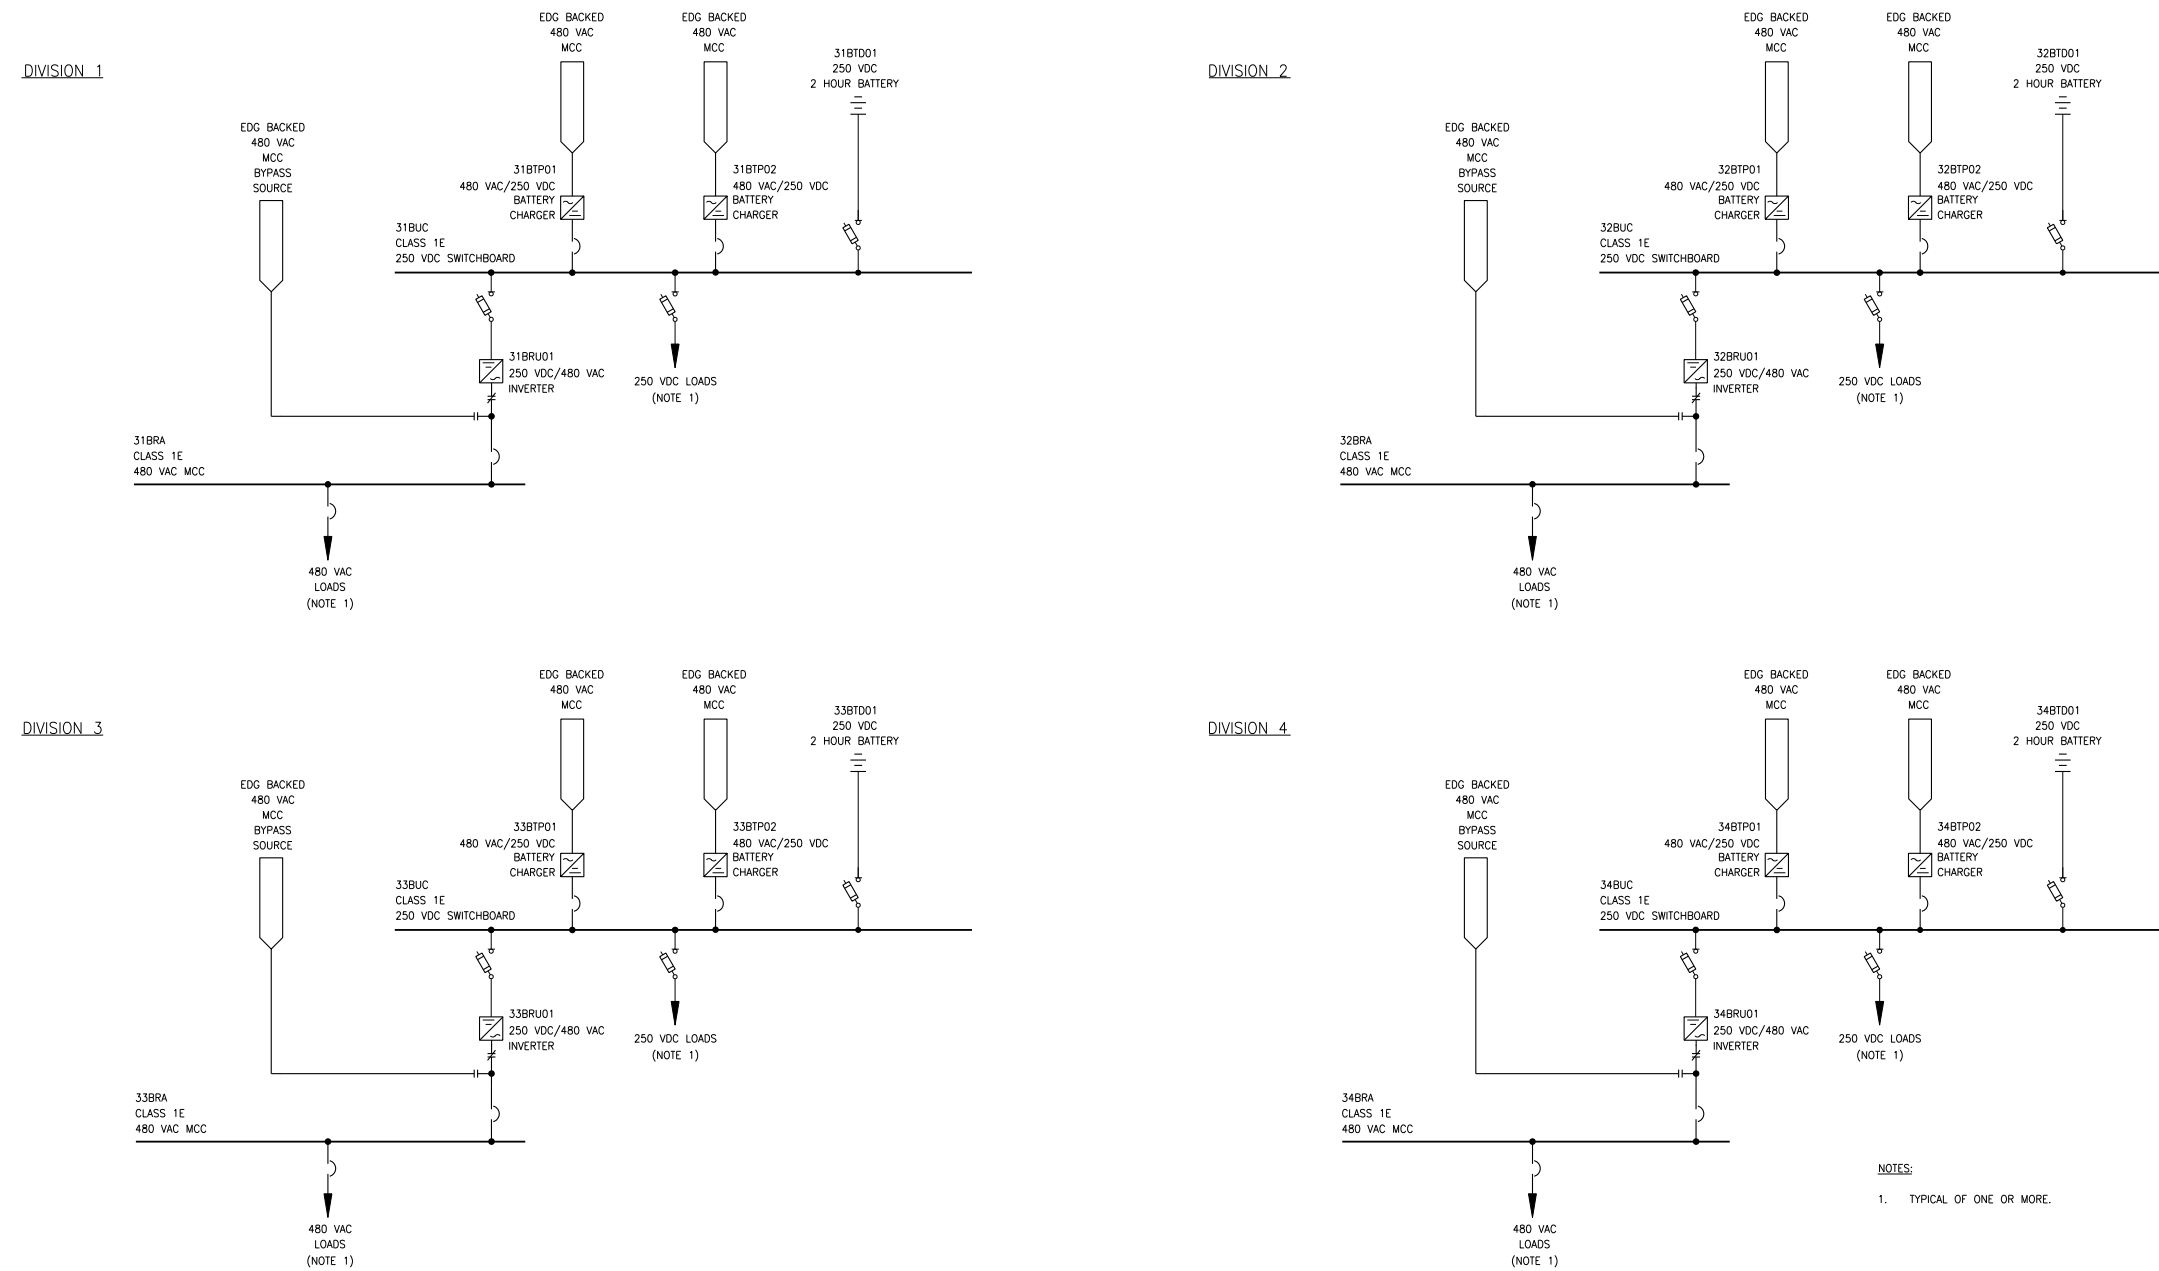 DIVISION 1
EDG BACKED
480 VAC
MCC
BYPASS
SOURCE
EDG BACKED
480 VAC
MCC
EDG BACKED
480 VAC
MCC
31BTD01
250 VDC
2 HOUR BATTERY
31BTP01
480 VAC/250 VDC
BATTERY
CHARGER
31BTP02
480 VAC/250 VDC
BATTERY
CHARGER
31BUC
CLASS 1E
250 VDC SWITCHBOARD
31BRU01
250 VDC/480 VAC
INVERTER
250 VDC LOADS
(NOTE 1)
31BRA
CLASS 1E
480 VAC MCC
480 VAC
LOADS
(NOTE 1)
DIVISION 2
EDG BACKED
480 VAC
MCC
BYPASS
SOURCE
EDG BACKED
480 VAC
MCC
EDG BACKED
480 VAC
MCC
32BTD01
250 VDC
2 HOUR BATTERY
32BTP01
480 VAC/250 VDC
BATTERY
CHARGER
32BTP02
480 VAC/250 VDC
BATTERY
CHARGER
32BUC
CLASS 1E
250 VDC SWITCHBOARD
32BRU01
250 VDC/480 VAC
INVERTER
250 VDC LOADS
(NOTE 1)
32BRA
CLASS 1E
480 VAC MCC
480 VAC
LOADS
(NOTE 1)
DIVISION 3
EDG BACKED
480 VAC
MCC
BYPASS
SOURCE
EDG BACKED
480 VAC
MCC
EDG BACKED
480 VAC
MCC
33BTD01
250 VDC
2 HOUR BATTERY
33BTP01
480 VAC/250 VDC
BATTERY
CHARGER
33BTP02
480 VAC/250 VDC
BATTERY
CHARGER
33BUC
CLASS 1E
250 VDC SWITCHBOARD
33BRU01
250 VDC/480 VAC
INVERTER
250 VDC LOADS
(NOTE 1)
33BRA
CLASS 1E
480 VAC MCC
480 VAC
LOADS
(NOTE 1)
DIVISION 4
EDG BACKED
480 VAC
MCC
BYPASS
SOURCE
EDG BACKED
480 VAC
MCC
EDG BACKED
480 VAC
MCC
34BTD01
250 VDC
2 HOUR BATTERY
34BTP01
480 VAC/250 VDC
BATTERY
CHARGER
34BTP02
480 VAC/250 VDC
BATTERY
CHARGER
34BUC
CLASS 1E
250 VDC SWITCHBOARD
34BRU01
250 VDC/480 VAC
INVERTER
250 VDC LOADS
(NOTE 1)
34BRA
CLASS 1E
480 VAC MCC
480 VAC
LOADS
(NOTE 1)
NOTES:
1. TYPICAL OF ONE OR MORE.